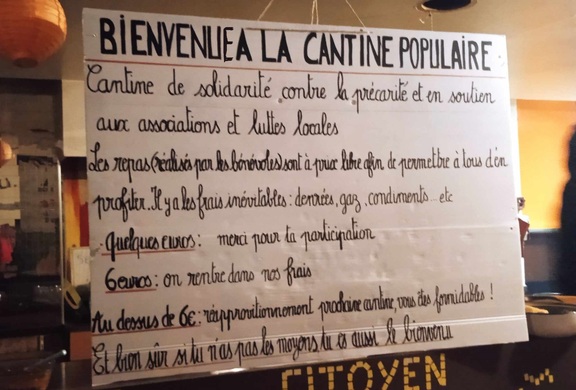 BIENVENUE A LA CANTINE POPULAIRE
Cantine de solidarité contre la précarité et en soutien
aux associations et luttes locales
Les repas (réalisés par les bénévoles) sont à prix libre afin de permettre à tous d'en
profiter. Il y a les frais inévitables : denrées, gaz, condiments... etc
quelques euros : merci pour ta participation
6 euros : on rentre dans nos frais
Au dessus de 6€ : réapprovitionnement prochaine cantine, vous êtes formidables !
Et bien sûr si tu n'as pas les moyens tu es aussi le bienvenu
CITOYEN